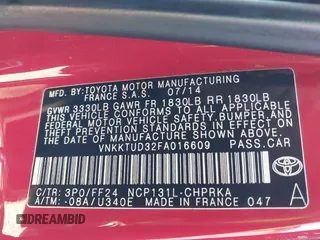 MFD. BY:TOYOTA MOTOR MANUFACTURING
FRANCE S.A.S. 07/14
GVWR 3330LB GAWR FR 1830LB RR 1830LB
THIS VEHICLE CONFORMS TO ALL APPLICABLE
FEDERAL MOTOR VEHICLE SAFETY, BUMPER, AND
THEFT PREVENTION STANDARDS IN EFFECT ON
THE DATE OF MANUFACTURE SHOWN ABOVE.
VNKKTUD32FA016609 PASS.CAR
C/TR: 3P0/FF24 NCP131L-CHPRKA
A/TM: -08A/U340E MADE IN FRANCE 047
A
TOYOTA
DREAMBID